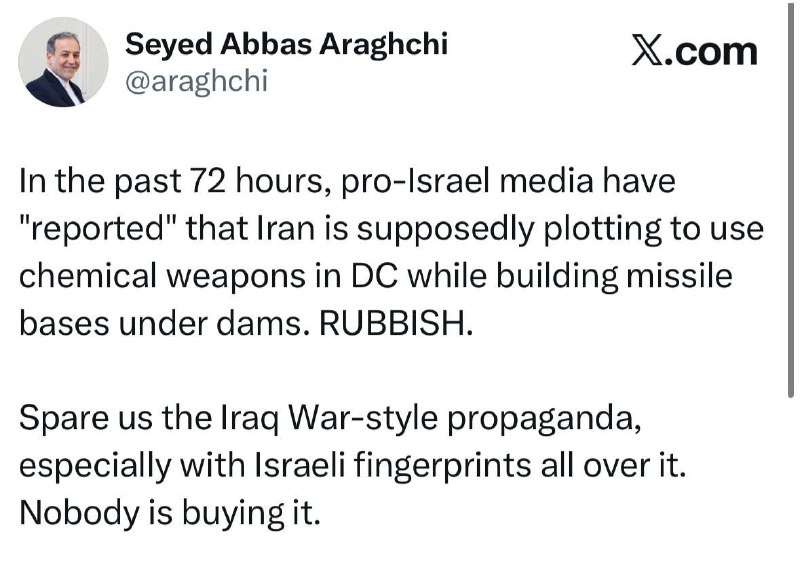 Seyed Abbas Araghchi
@araghchi
X.com
In the past 72 hours, pro-Israel media have
"reported" that Iran is supposedly plotting to use
chemical weapons in DC while building missile
bases under dams. RUBBISH.
Spare us the Iraq War-style propaganda,
especially with Israeli fingerprints all over it.
Nobody is buying it.